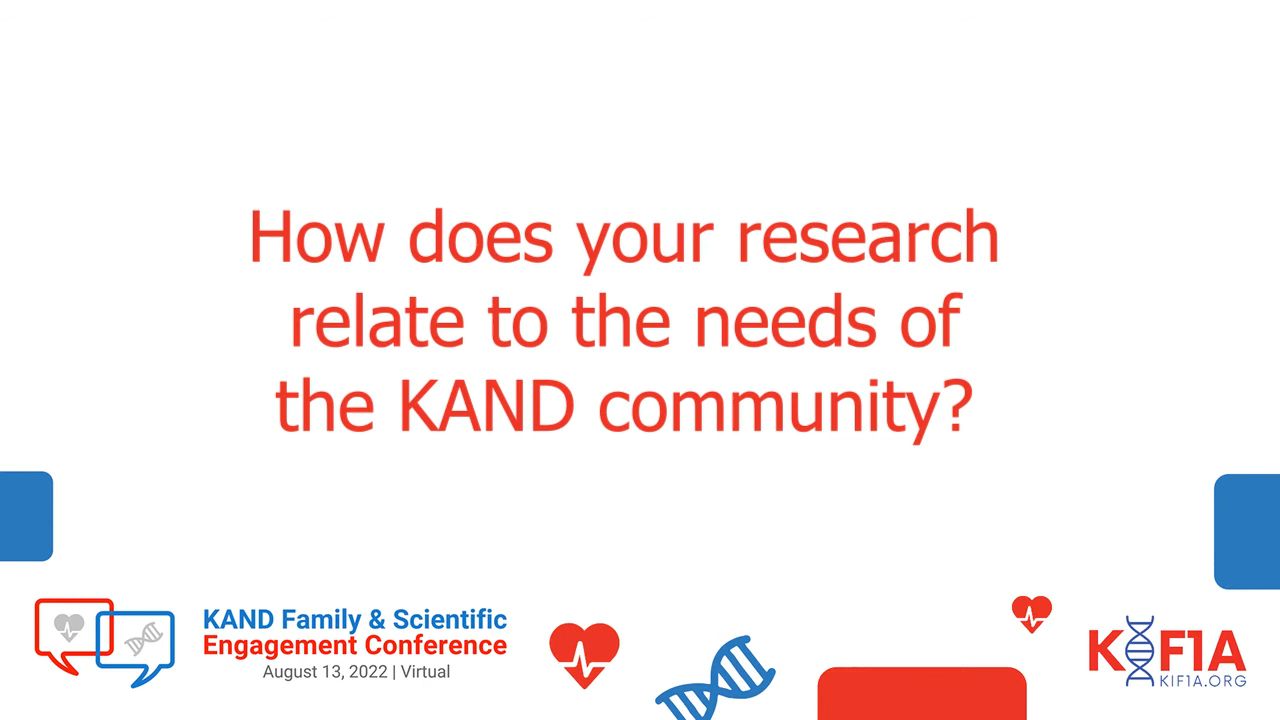 How does your research
relate to the needs of
the KAND community?
KAND Family & Scientific
Engagement Conference
August 13, 2022 | Virtual
KIF1A
KIF1A.ORG